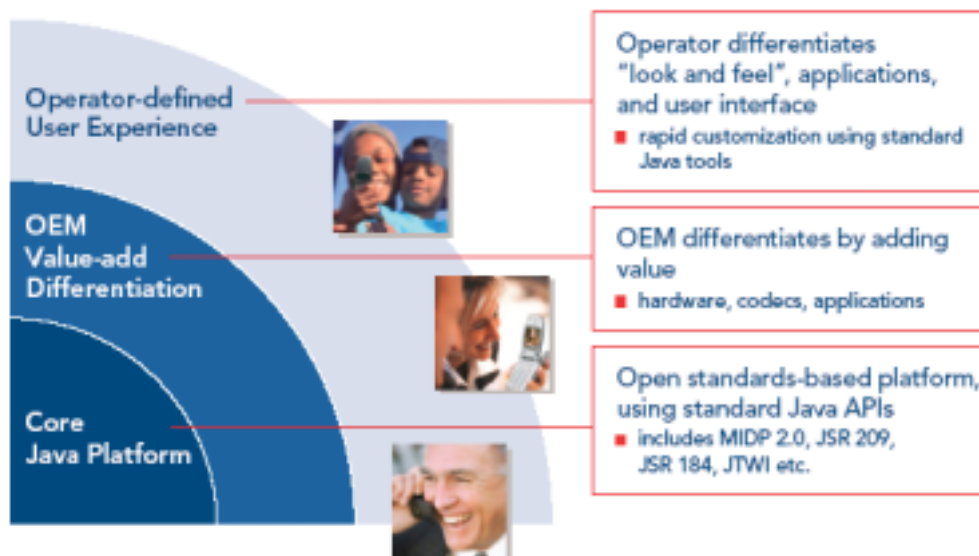 Operator-defined
User Experience
OEM
Value-add
Differentiation
Core
Java Platform
Operator differentiates
"look and feel", applications,
and user interface
rapid customization using standard
Java tools
OEM differentiates by adding
value
hardware, codecs, applications
Open standards-based platform,
using standard Java APIs
includes MIDP 2.0, JSR 209,
JSR 184, JTWI etc.